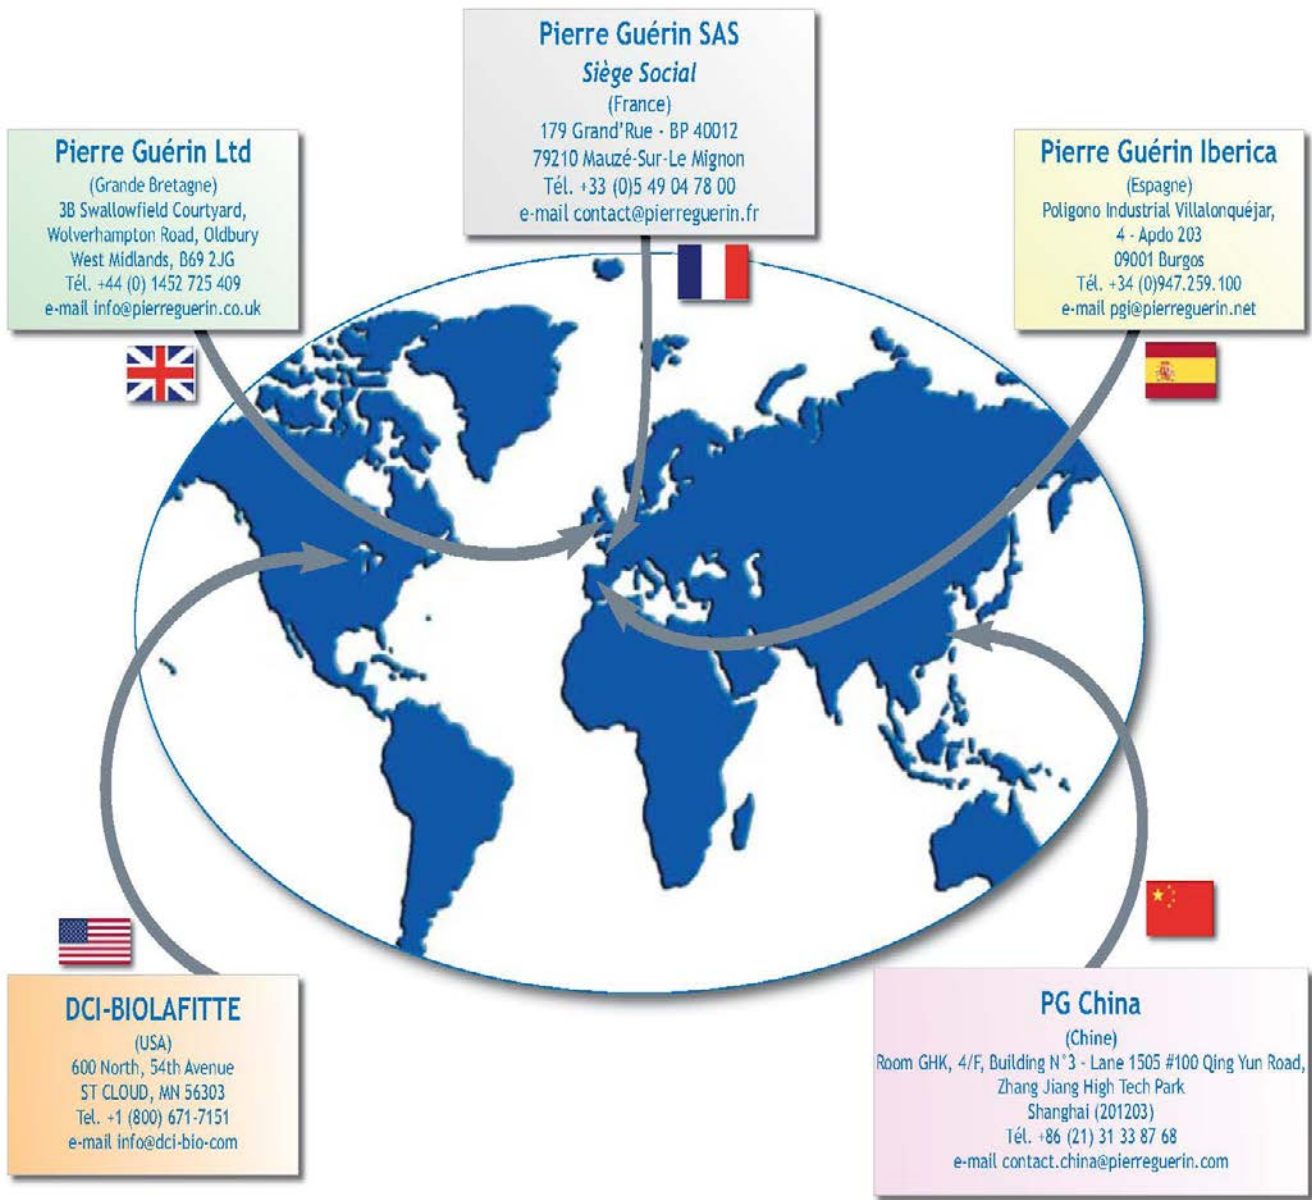 Pierre Guérin SAS
Siège Social
(France)
179 Grand'Rue - BP 40012
79210 Mauzé-Sur-Le Mignon
Tél. +33 (0)5 49 04 78 00
e-mail contact@pierreguerin.fr
Pierre Guérin Ltd
(Grande Bretagne)
3B Swallowfield Courtyard,
Wolverhampton Road, Oldbury
West Midlands, B69 2JG
Tél. +44 (0) 1452 725 409
e-mail info@pierreguerin.co.uk
Pierre Guérin Iberica
(Espagne)
Poligono Industrial Villalonquéjar,
4 - Apdo 203
09001 Burgos
Tél. +34 (0)947.259.100
e-mail pgi@pierreguerin.net
DCI-BIOLAFITTE
(USA)
600 North, 54th Avenue
ST CLOUD, MN 56303
Tel. +1 (800) 671-7151
e-mail info@dci-bio-com
PG China
(Chine)
Room GHK, 4/F, Building N°3 - Lane 1505 #100 Qing Yun Road,
Zhang Jiang High Tech Park
Shanghai (201203)
Tél. +86 (21) 31 33 87 68
e-mail contact.china@pierreguerin.com